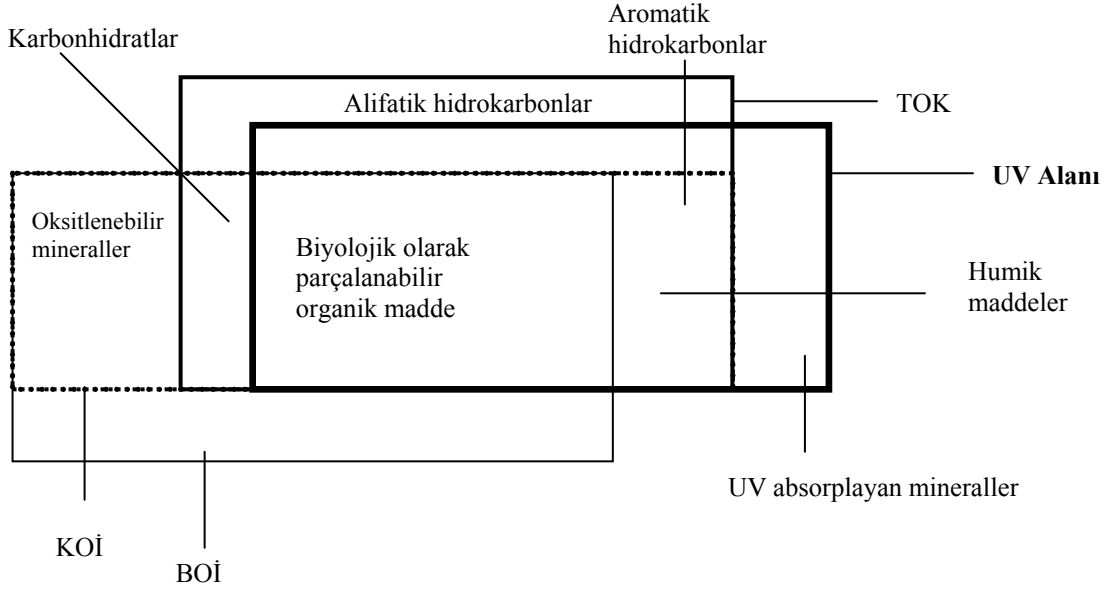 Aromatik
hidrokarbonlar
Karbonhidratlar
Alifatik hidrokarbonlar
TOK
UV Alanı
Oksitlenebilir
mineraller
Biyolojik olarak
parçalanabilir
organik madde
Humik
maddeler
UV absorplayan mineraller
KOİ
BOİ